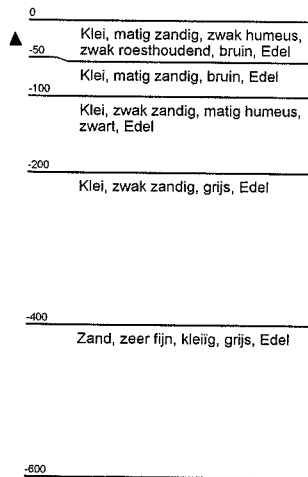 0
Klei, matig zandig, zwak humeus,
zwak roesthoudend, bruin, Edel
-50
Klei, matig zandig, bruin, Edel
-100
Klei, zwak zandig, matig humeus,
zwart, Edel
-200
Klei, zwak zandig, grijs, Edel
-400
Zand, zeer fijn, kleiïg, grijs, Edel
-600